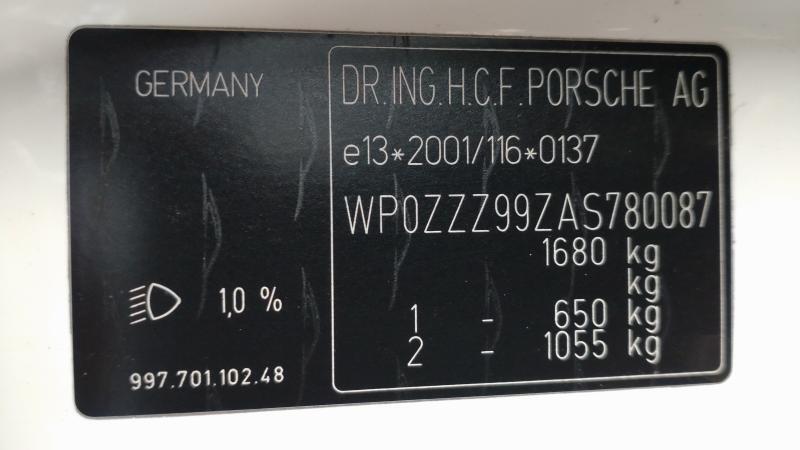 GERMANY
1,0 %
997.701.102.48
DR.ING.H.C.F.PORSCHE AG
e13*2001/116*0137
WP0ZZZ99ZAS780087
1680 kg
kg
1 - 650 kg
2 - 1055 kg